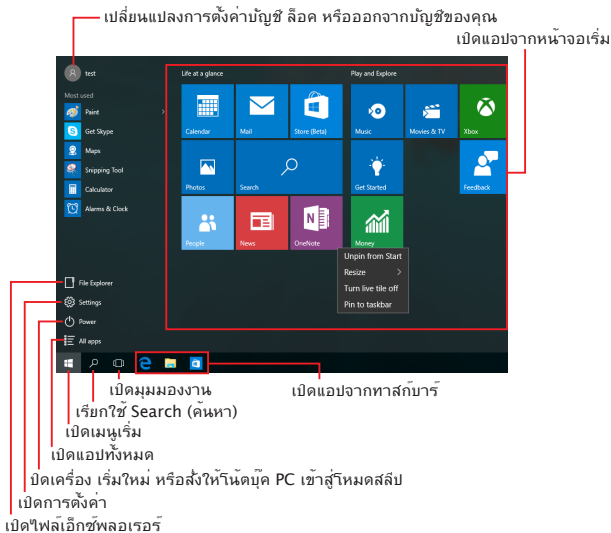 เปลี่ยนแปลงการตั้งค่าบัญชี ล็อค หรือออกจากบัญชีของคุณ
เปิดแอปจากหน้าจอเริ่ม
test
Life at a glance
Play and Explore
Most used
Paint
Get Skype
Maps
Snipping Tool
Calculator
Alarms & Clock
Calendar
Mail
Store (Beta)
Music
Movies & TV
Xbox
Photos
Search
Get Started
Feedback
People
News
OneNote
Money
Unpin from Start
Resize
Turn live tile off
Pin to taskbar
File Explorer
Settings
Power
All apps
เปิดมุมมองงาน
เปิดแอปจากทาสก์บาร์
เรียกใช้ Search (ค้นหา)
เปิดเมนูเริ่ม
เปิดแอปทั้งหมด
ปิดเครื่อง เริ่มใหม่ หรือสั่งให้โน้ตบุ๊ค PC เข้าสู่โหมดสลีป
เปิดการตั้งค่า
เปิดไฟล์เอ็กซ์พลอเรอร์